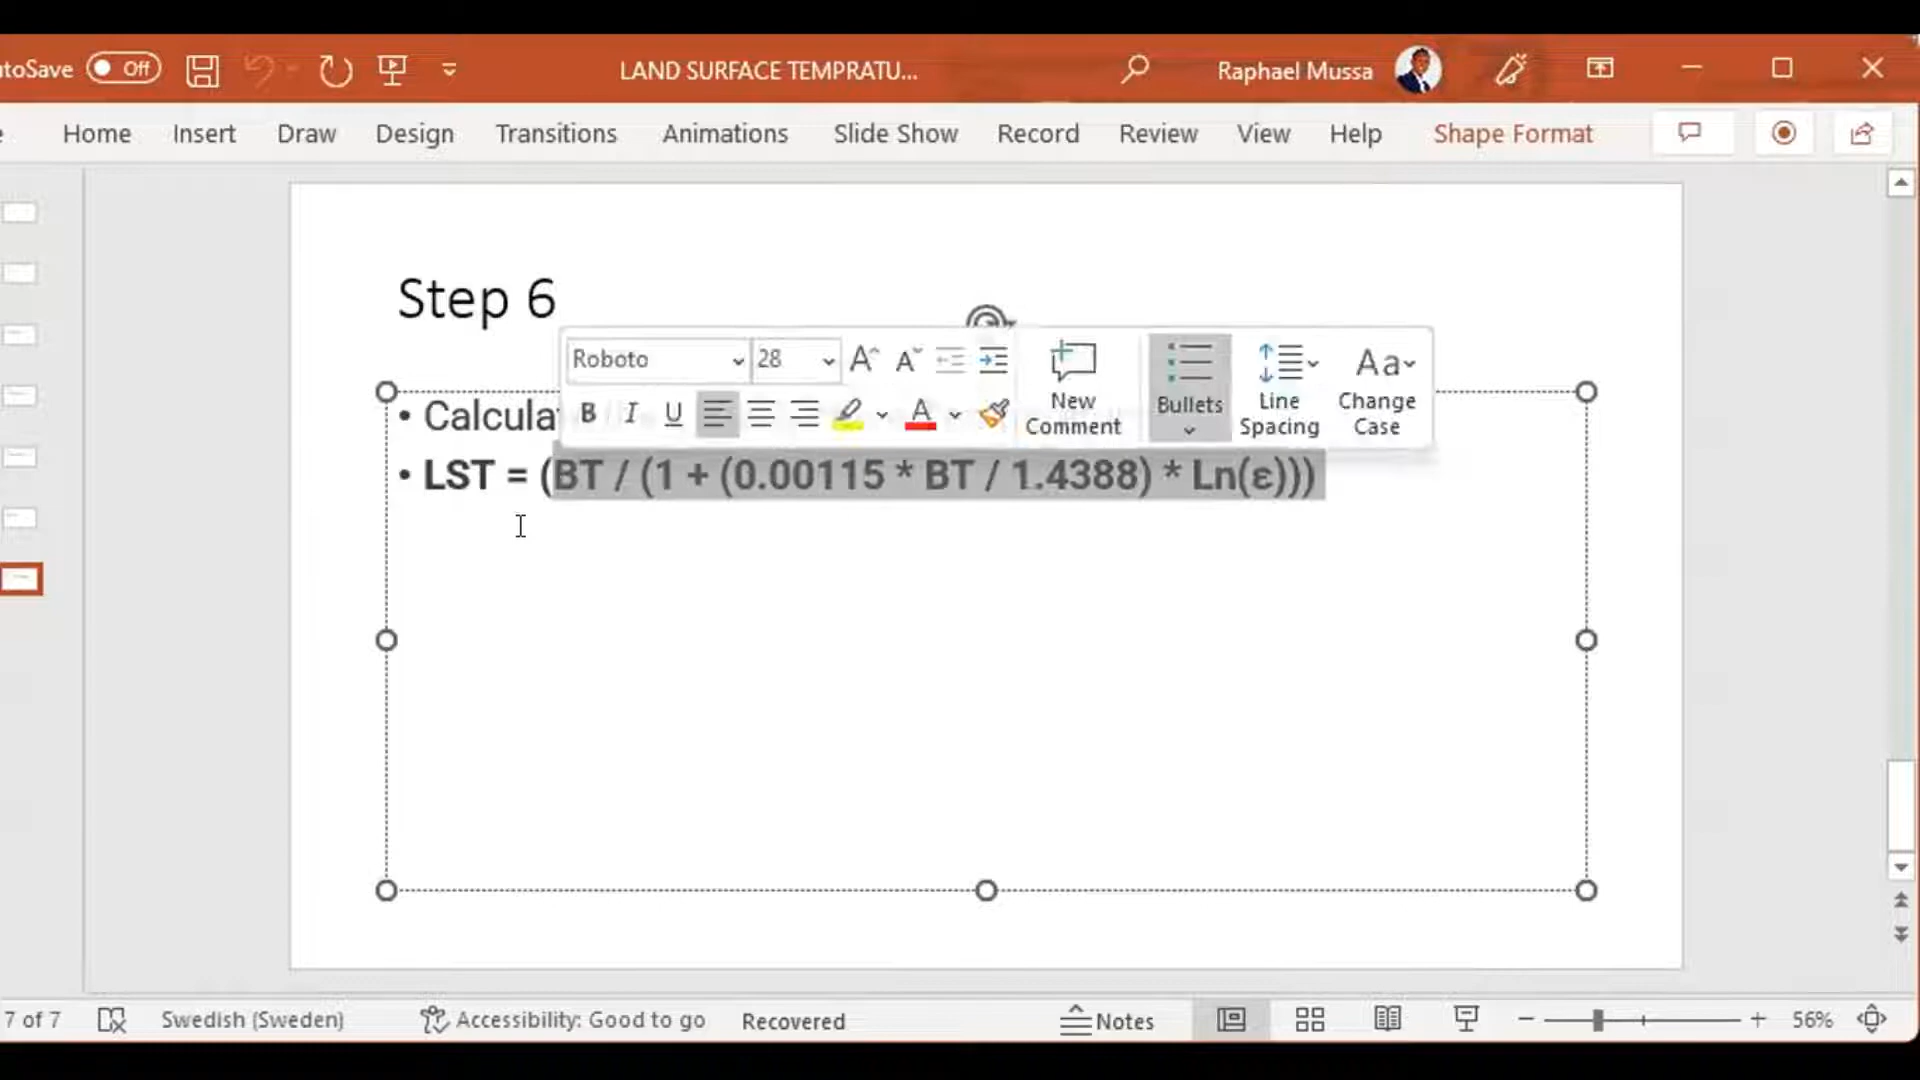 utoSave Off LAND SURFACE TEMPRATU... Raphael Mussa
Home Insert Draw Design Transitions Animations Slide Show Record Review View Help Shape Format
Step 6
Roboto 28
New Comment
Bullets
Line Spacing
Aa Change Case
B I U A
• Calcula
• LST = (BT / (1 + (0.00115 * BT / 1.4388) * Ln(ε)))
7 of 7 Swedish (Sweden) Accessibility: Good to go Recovered Notes 56%